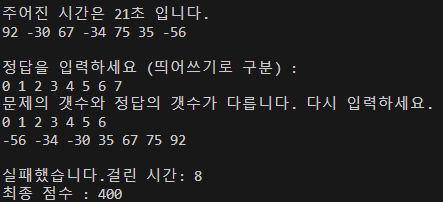 주어진 시간은 21초 입니다.
92 -30 67 -34 75 35 -56
정답을 입력하세요 (띄어쓰기로 구분) :
0 1 2 3 4 5 6 7
문제의 갯수와 정답의 갯수가 다릅니다. 다시 입력하세요.
0 1 2 3 4 5 6
-56 -34 -30 35 67 75 92
실패했습니다.걸린 시간: 8
최종 점수 : 400